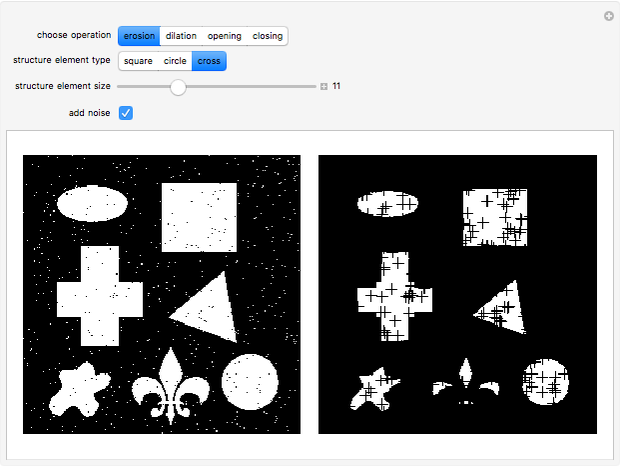 choose operation erosion dilation opening closing
structure element type square circle cross
structure element size 11
add noise